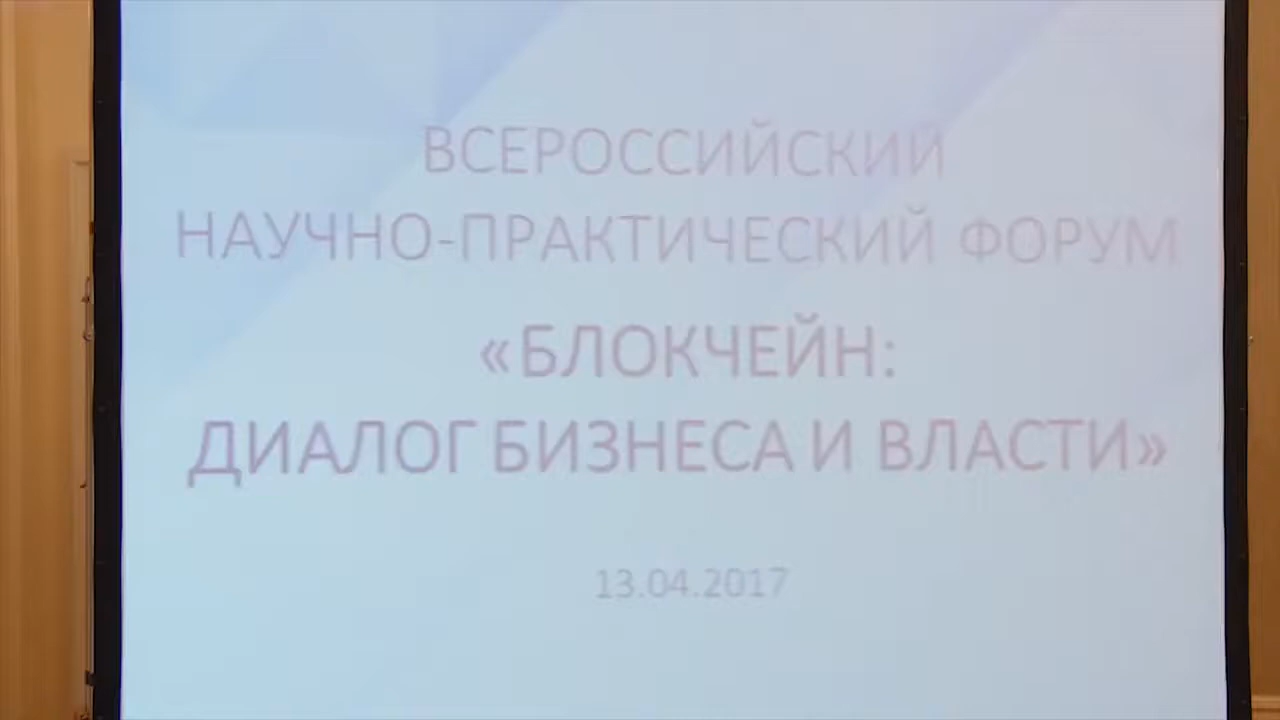 ВСЕРОССИЙСКИЙ
НАУЧНО-ПРАКТИЧЕСКИЙ ФОРУМ
«БЛОКЧЕЙН:
ДИАЛОГ БИЗНЕСА И ВЛАСТИ»
13.04.2017